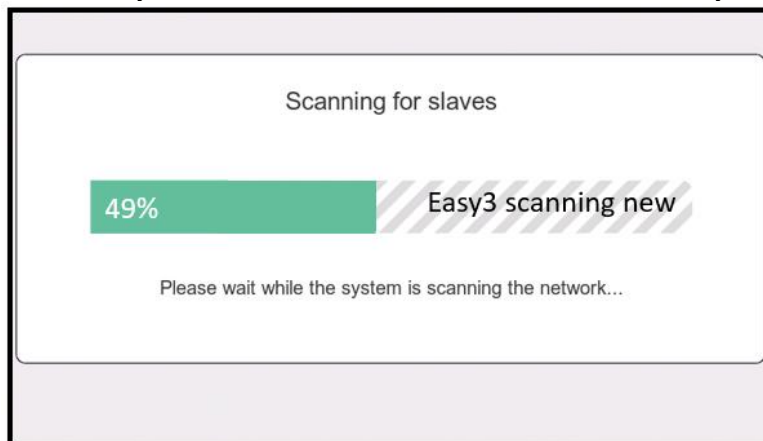 Scanning for slaves
49% Easy3 scanning new
Please wait while the system is scanning the network...